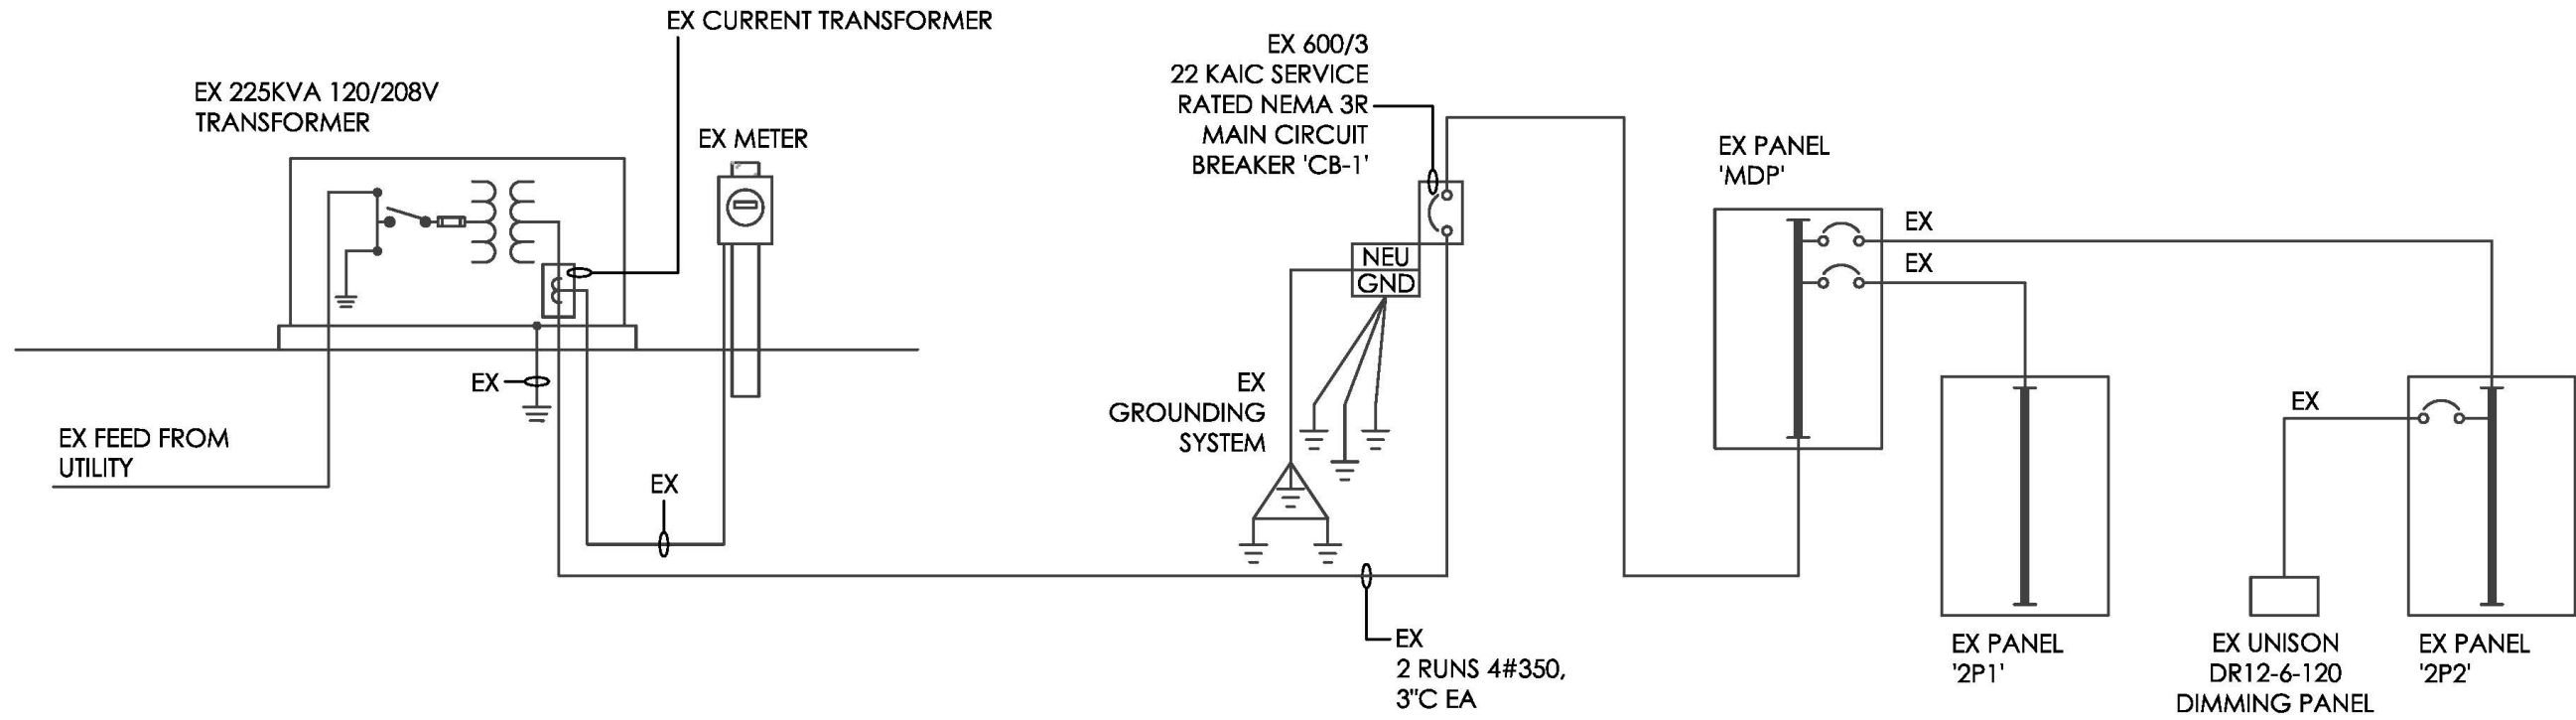 EX CURRENT TRANSFORMER
EX 225KVA 120/208V
TRANSFORMER
EX METER
EX
EX FEED FROM
UTILITY
EX
EX 600/3
22 KAIC SERVICE
RATED NEMA 3R
MAIN CIRCUIT
BREAKER 'CB-1'
NEU
GND
EX
GROUNDING
SYSTEM
EX
2 RUNS 4#350,
3"C EA
EX PANEL
'MDP'
EX
EX
EX PANEL
'2P1'
EX
EX UNISON
DR12-6-120
DIMMING PANEL
EX PANEL
'2P2'